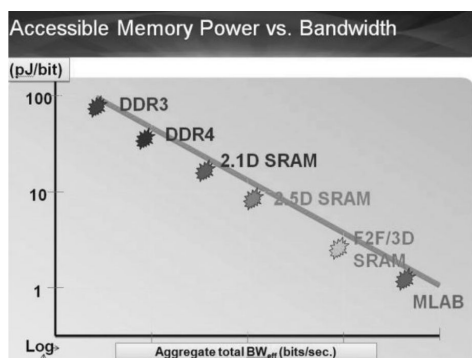 Accessible Memory Power vs. Bandwidth
(pJ/bit)
100
DDR3
DDR4
2.1D SRAM
10
2.5D SRAM
F2F/3D
SRAM
1
MLAB
Log
Aggregate total BWeff (bits/sec.)